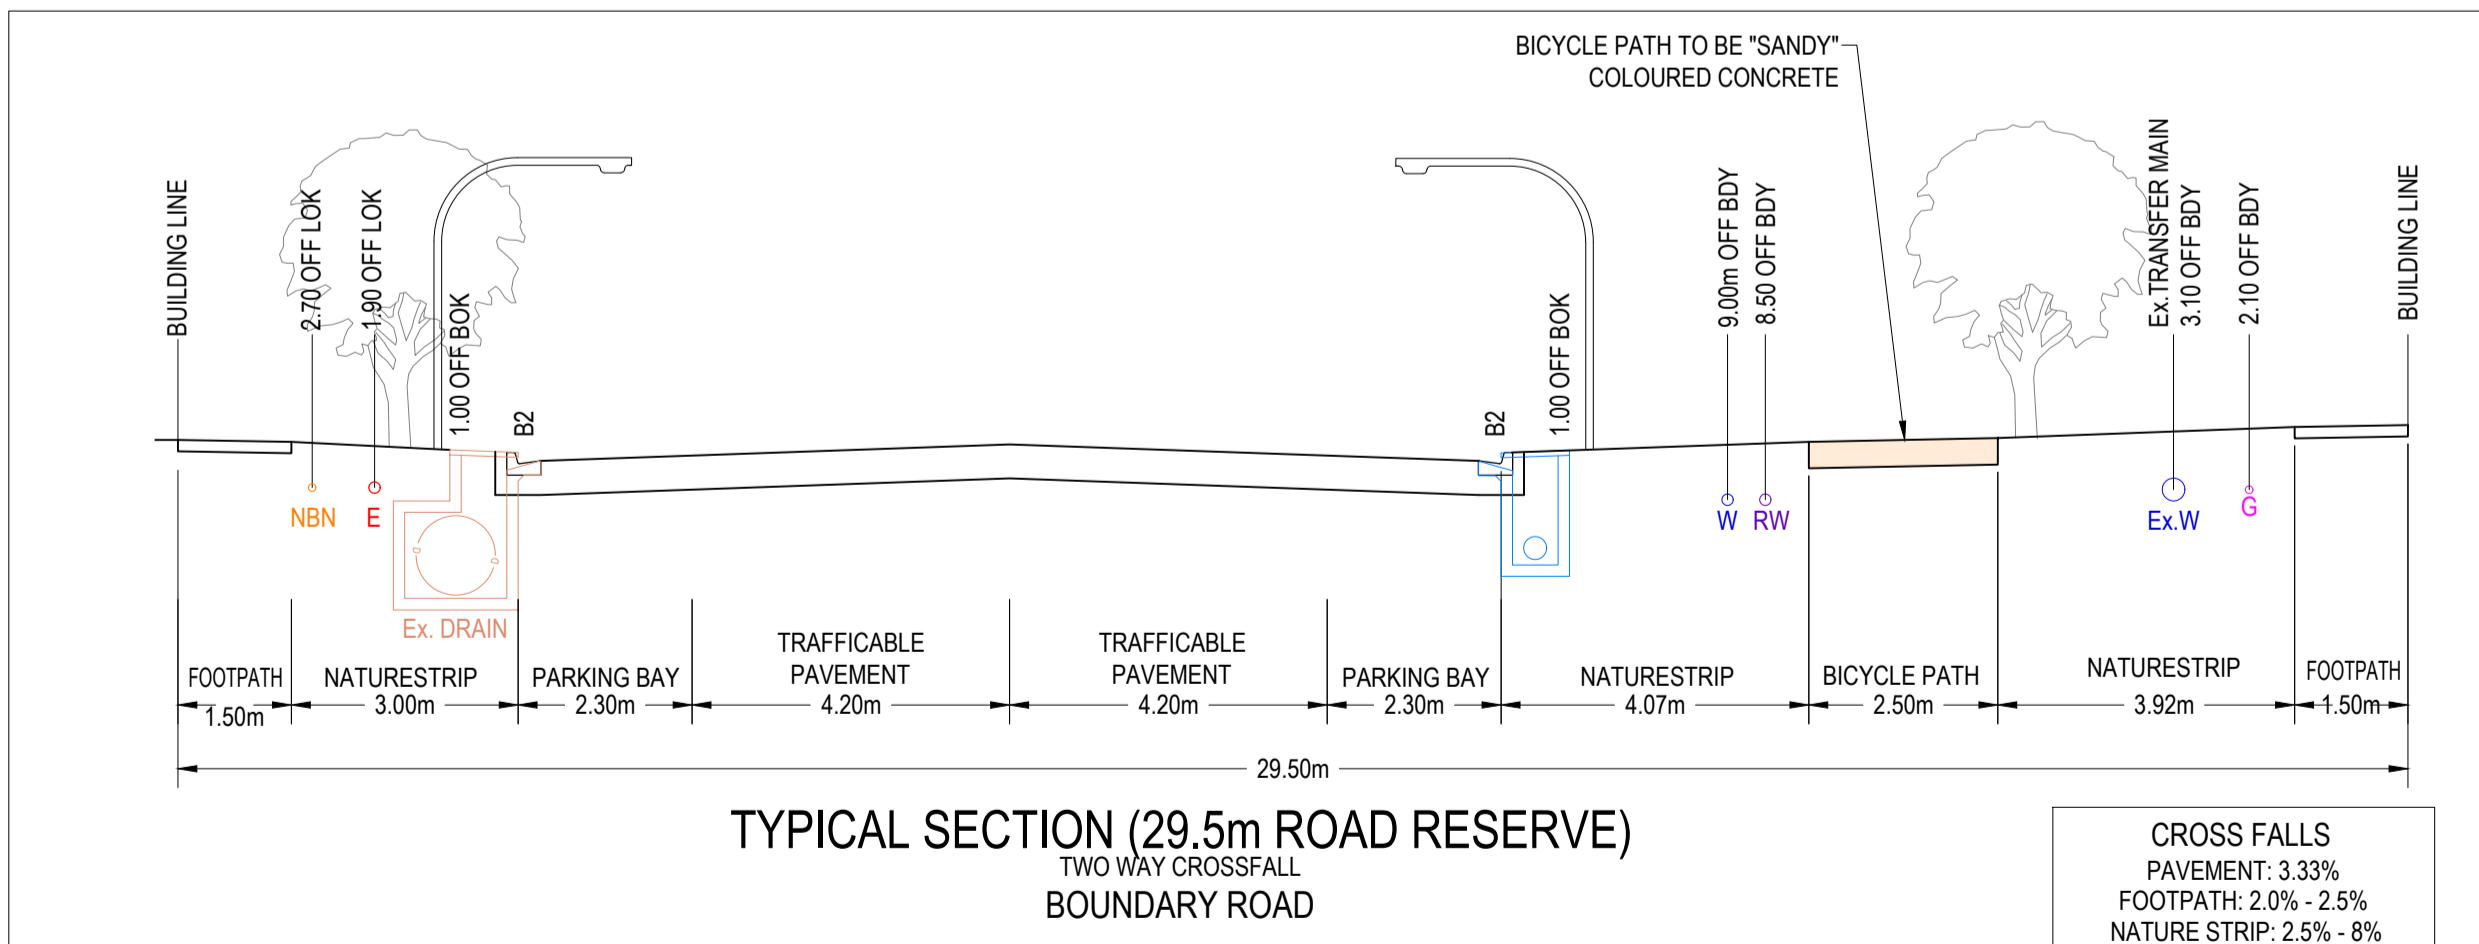 BICYCLE PATH TO BE "SANDY"
COLOURED CONCRETE
BUILDING LINE
2.70 OFF LOK
1.90 OFF LOK
1.00 OFF BOK
B2
B2
1.00 OFF BOK
9.00m OFF BDY
8.50 OFF BDY
Ex.TRANSFER MAIN
3.10 OFF BDY
2.10 OFF BDY
BUILDING LINE
NBN
E
W
RW
Ex.W
G
Ex. DRAIN
FOOTPATH
1.50m
NATURESTRIP
3.00m
PARKING BAY
2.30m
TRAFFICABLE
PAVEMENT
4.20m
TRAFFICABLE
PAVEMENT
4.20m
PARKING BAY
2.30m
NATURESTRIP
4.07m
BICYCLE PATH
2.50m
NATURESTRIP
3.92m
FOOTPATH
1.50m
29.50m
TYPICAL SECTION (29.5m ROAD RESERVE)
TWO WAY CROSSFALL
BOUNDARY ROAD
CROSS FALLS
PAVEMENT: 3.33%
FOOTPATH: 2.0% - 2.5%
NATURE STRIP: 2.5% - 8%